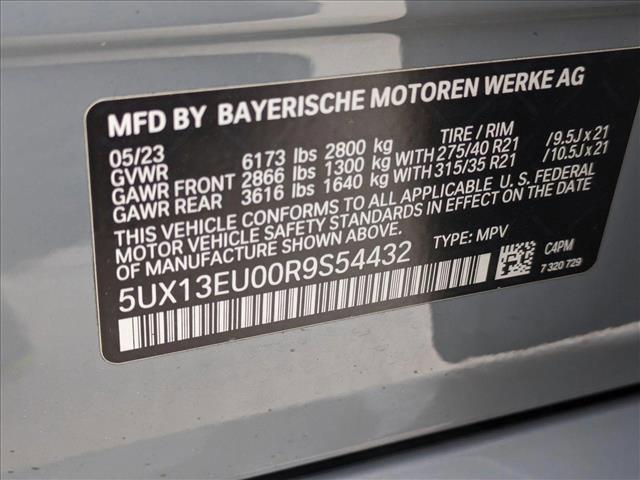 MFD BY BAYERISCHE MOTOREN WERKE AG
05/23 TIRE / RIM
GVWR 6173 lbs 2800 kg
GAWR FRONT 2866 lbs 1300 kg WITH 275/40 R21 /9.5J x 21
GAWR REAR 3616 lbs 1640 kg WITH 315/35 R21 /10.5J x 21
THIS VEHICLE CONFORMS TO ALL APPLICABLE U. S. FEDERAL
MOTOR VEHICLE SAFETY STANDARDS IN EFFECT ON THE DATE
OF MANUFACTURE SHOWN ABOVE.
TYPE: MPV
5UX13EU00R9S54432
C4PM
7 320 729